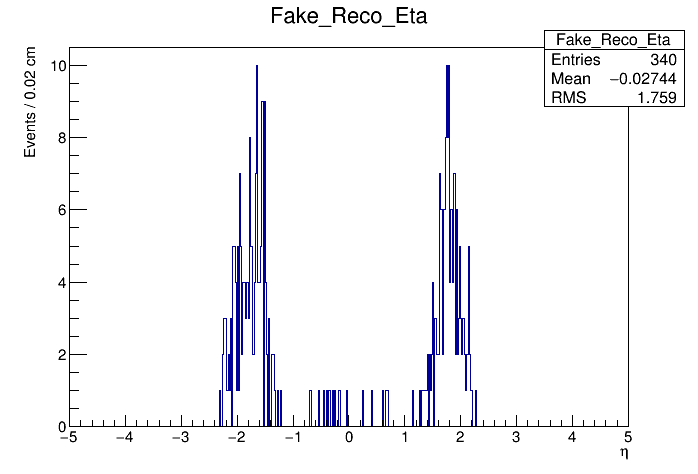 Fake_Reco_Eta
Fake_Reco_Eta
Entries 340
Mean −0.02744
RMS 1.759
Events / 0.02 cm
10
8
6
4
2
0
−5 −4 −3 −2 −1 0 1 2 3 4 5
η